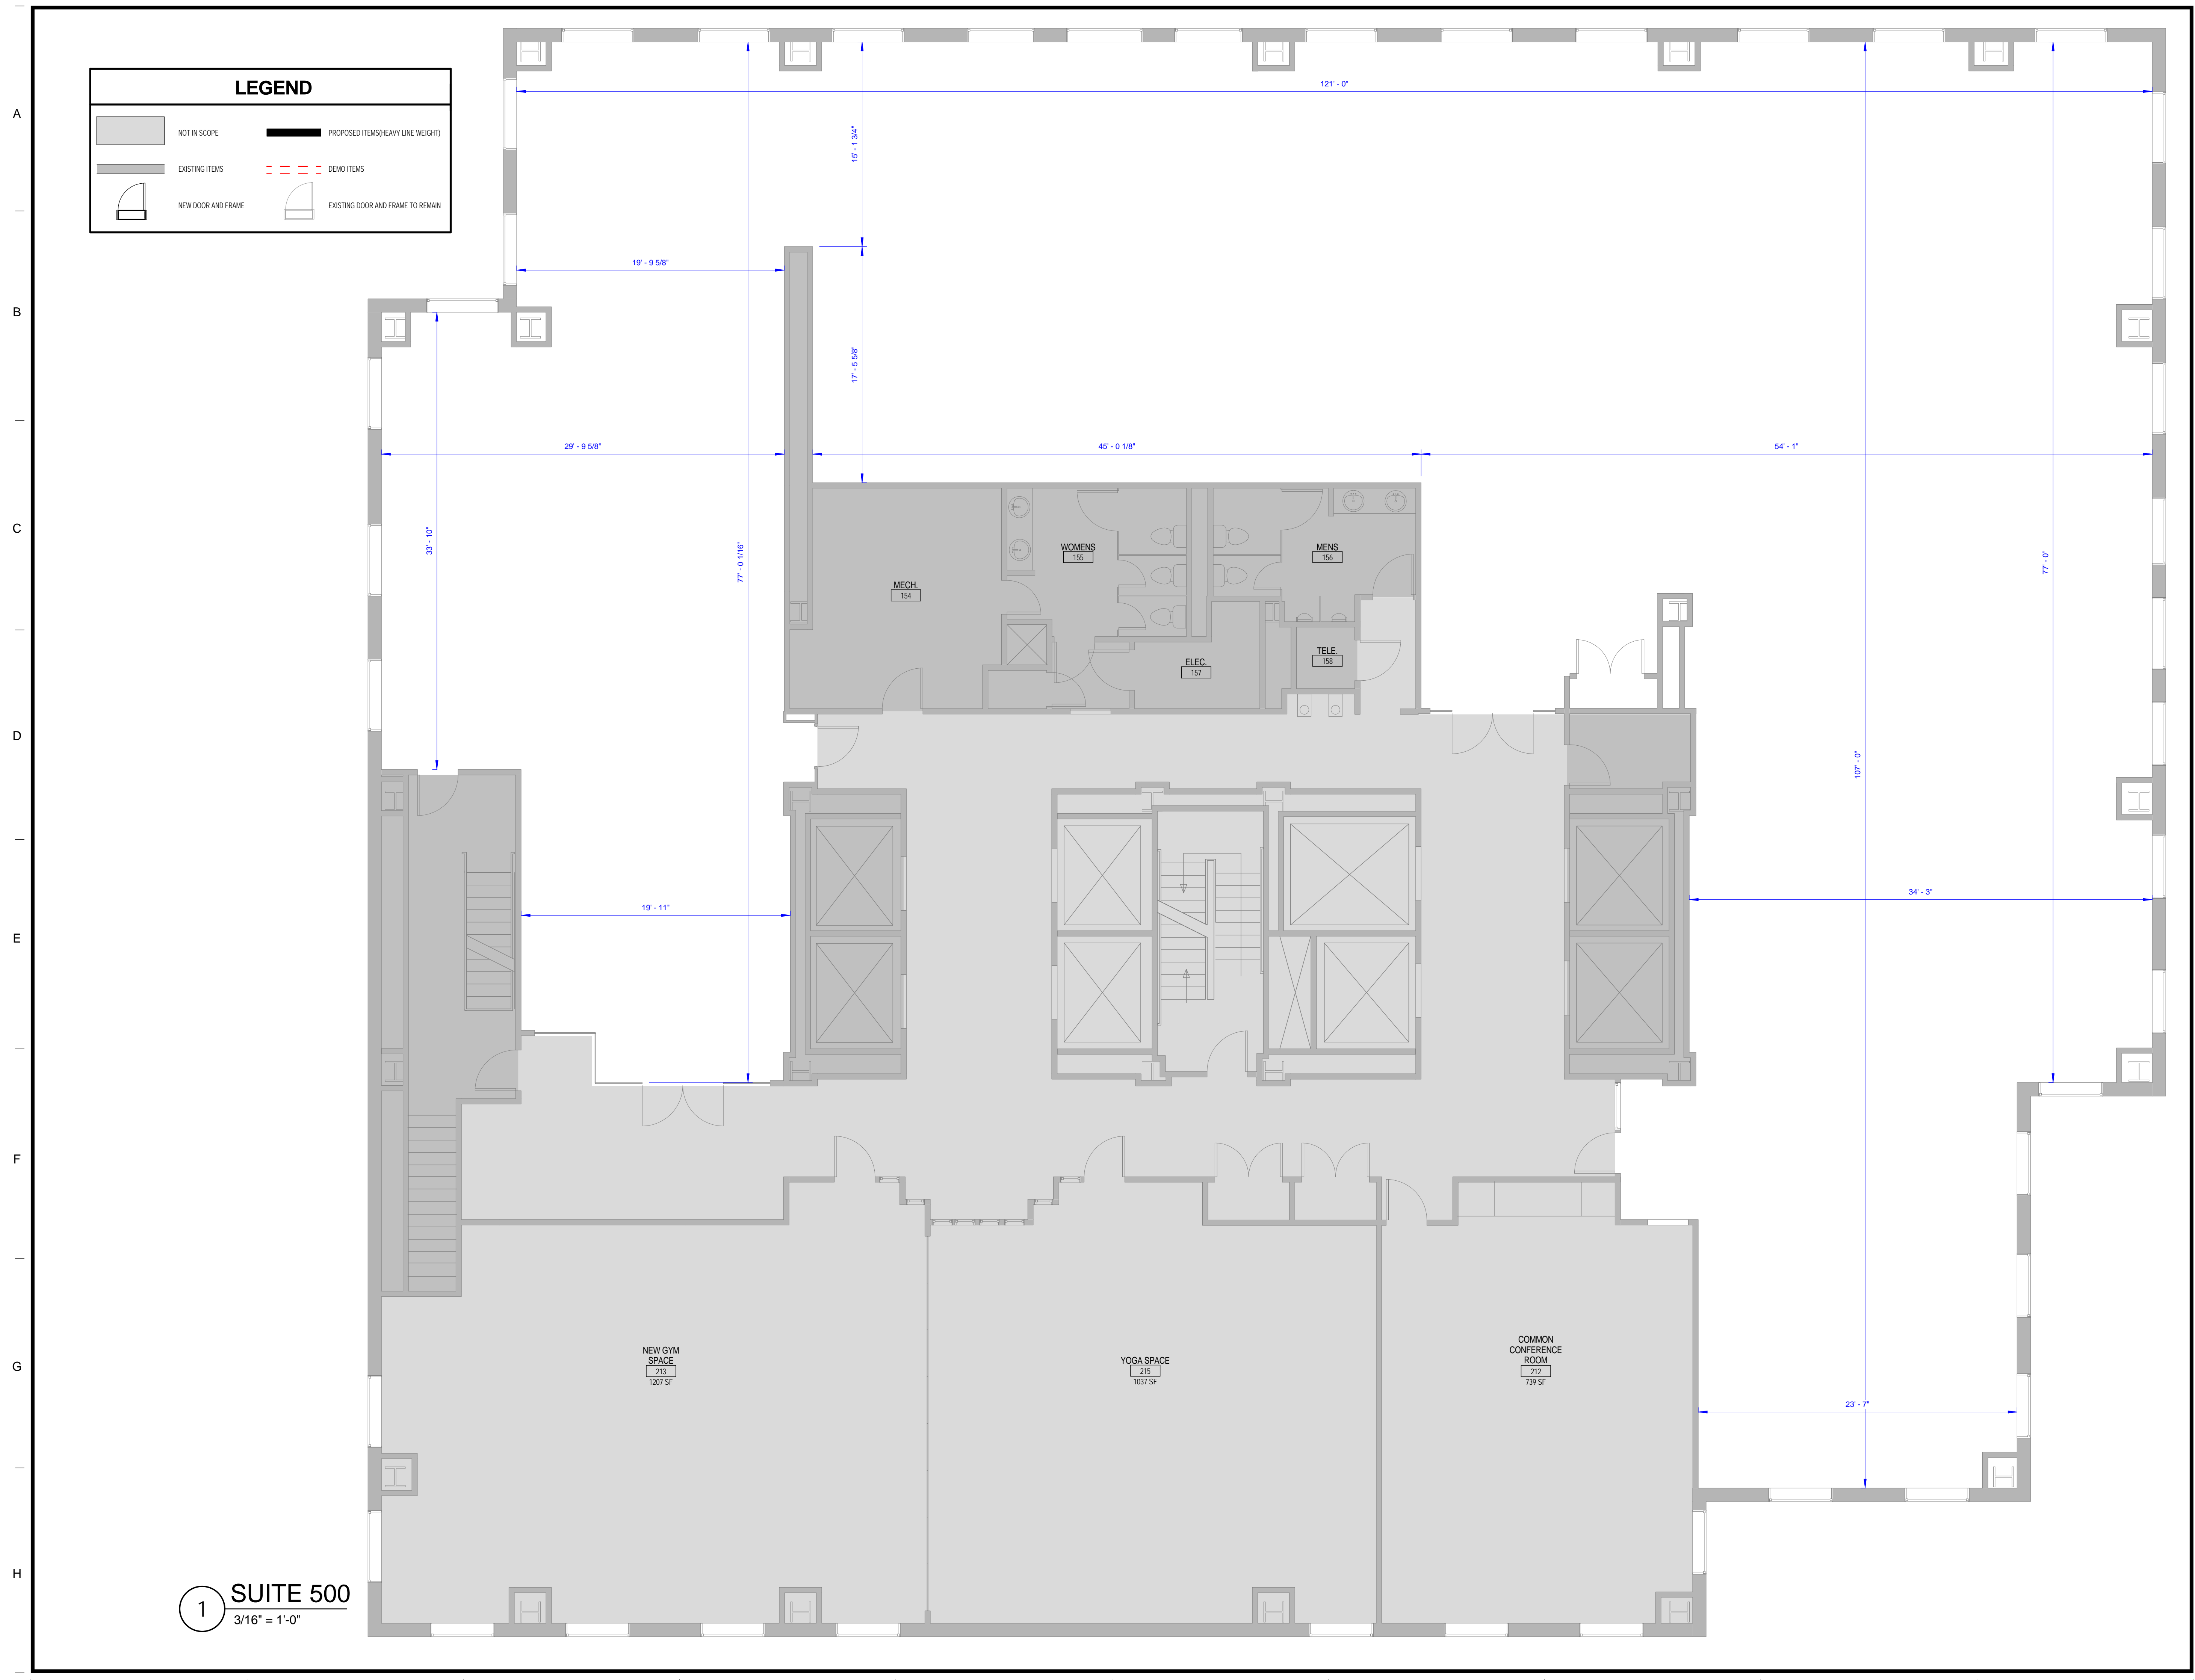 LEGEND
NOT IN SCOPE
PROPOSED ITEMS(HEAVY LINE WEIGHT)
EXISTING ITEMS
DEMO ITEMS
NEW DOOR AND FRAME
EXISTING DOOR AND FRAME TO REMAIN
A
B
C
D
E
F
G
H
121' - 0"
15' - 1 3/4"
19' - 9 5/8"
17' - 5 5/8"
29' - 9 5/8"
45' - 0 1/8"
54' - 1"
33' - 10"
77' - 0 1/16"
77' - 0"
107' - 0"
WOMENS
155
MENS
156
MECH.
154
ELEC.
157
TELE.
158
19' - 11"
34' - 3"
NEW GYM
SPACE
213
1207 SF
YOGA SPACE
215
1037 SF
COMMON
CONFERENCE
ROOM
212
739 SF
23' - 7"
1
SUITE 500
3/16" = 1'-0"